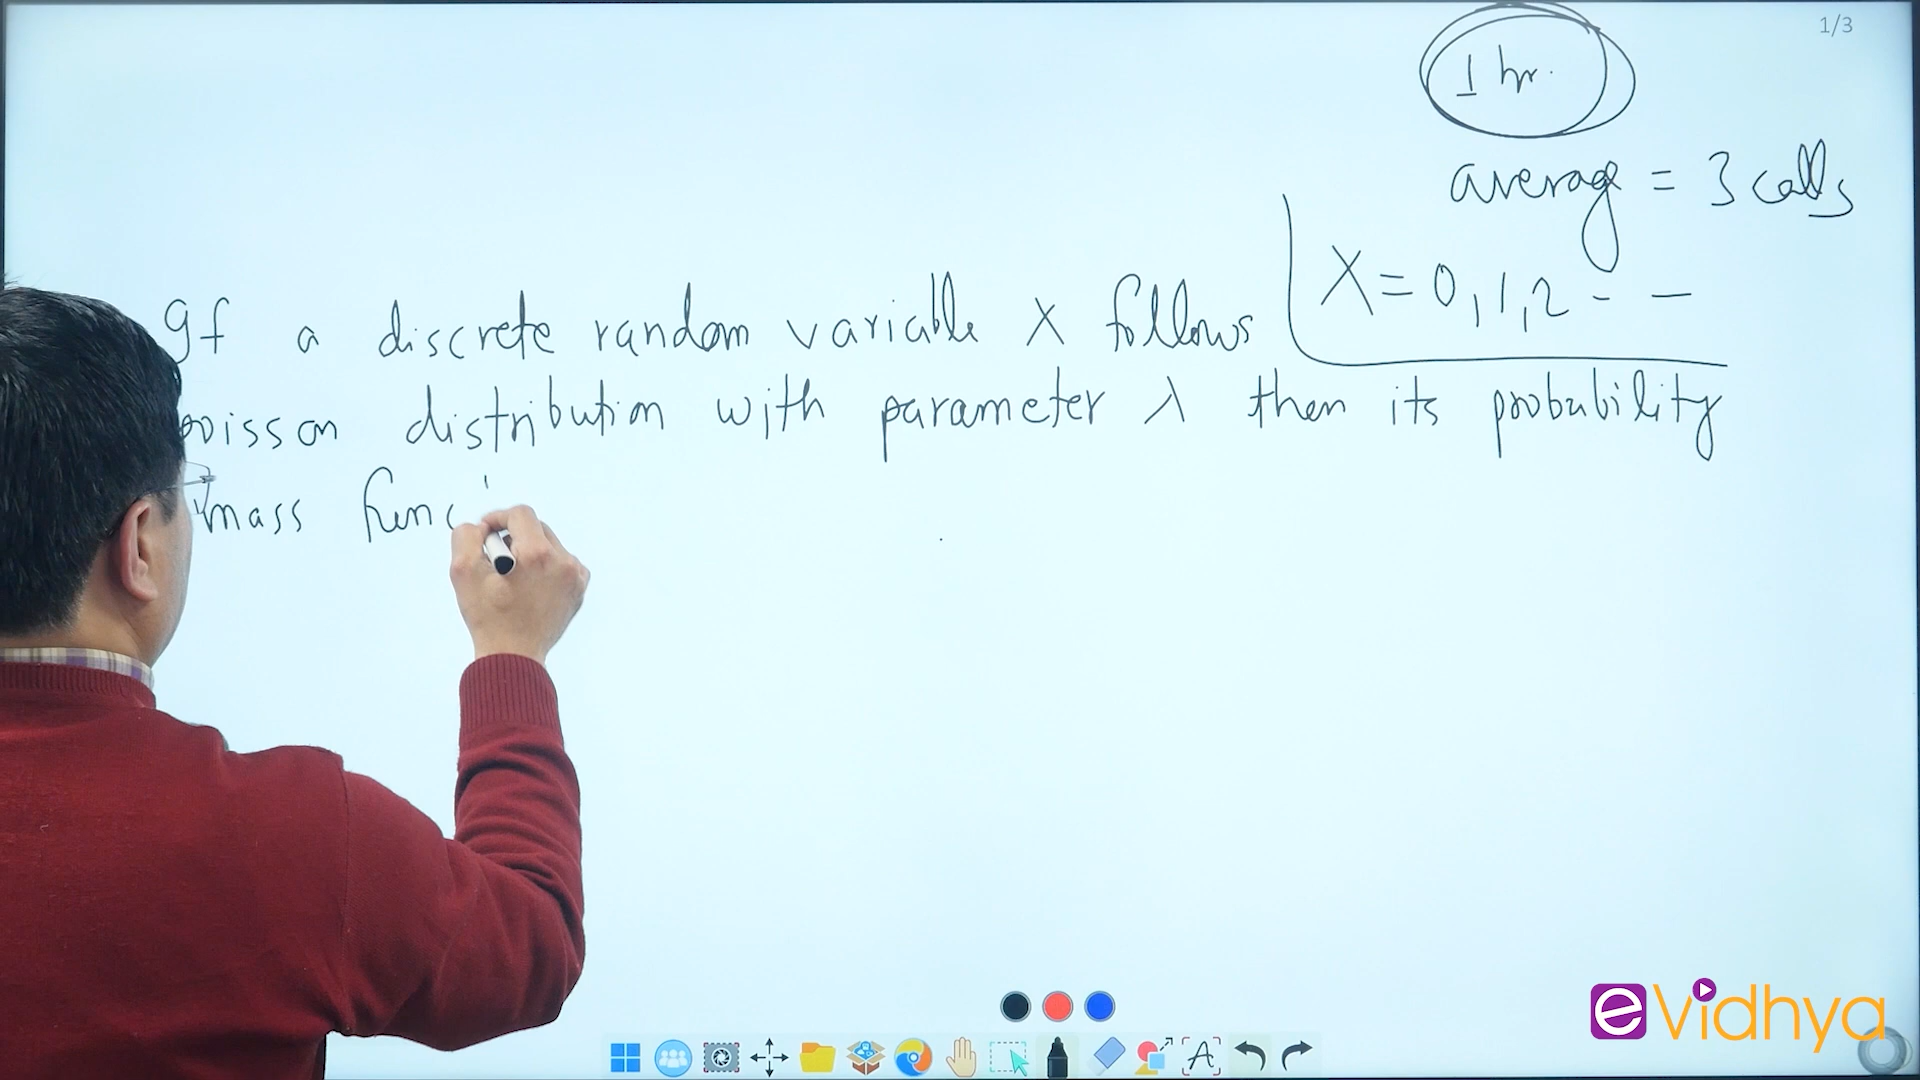 1/3
1 hr.
average = 3 calls
X = 0, 1, 2 - -
If a discrete random variable X follows
poisson distribution with parameter λ then its probability
mass func
eVidhya